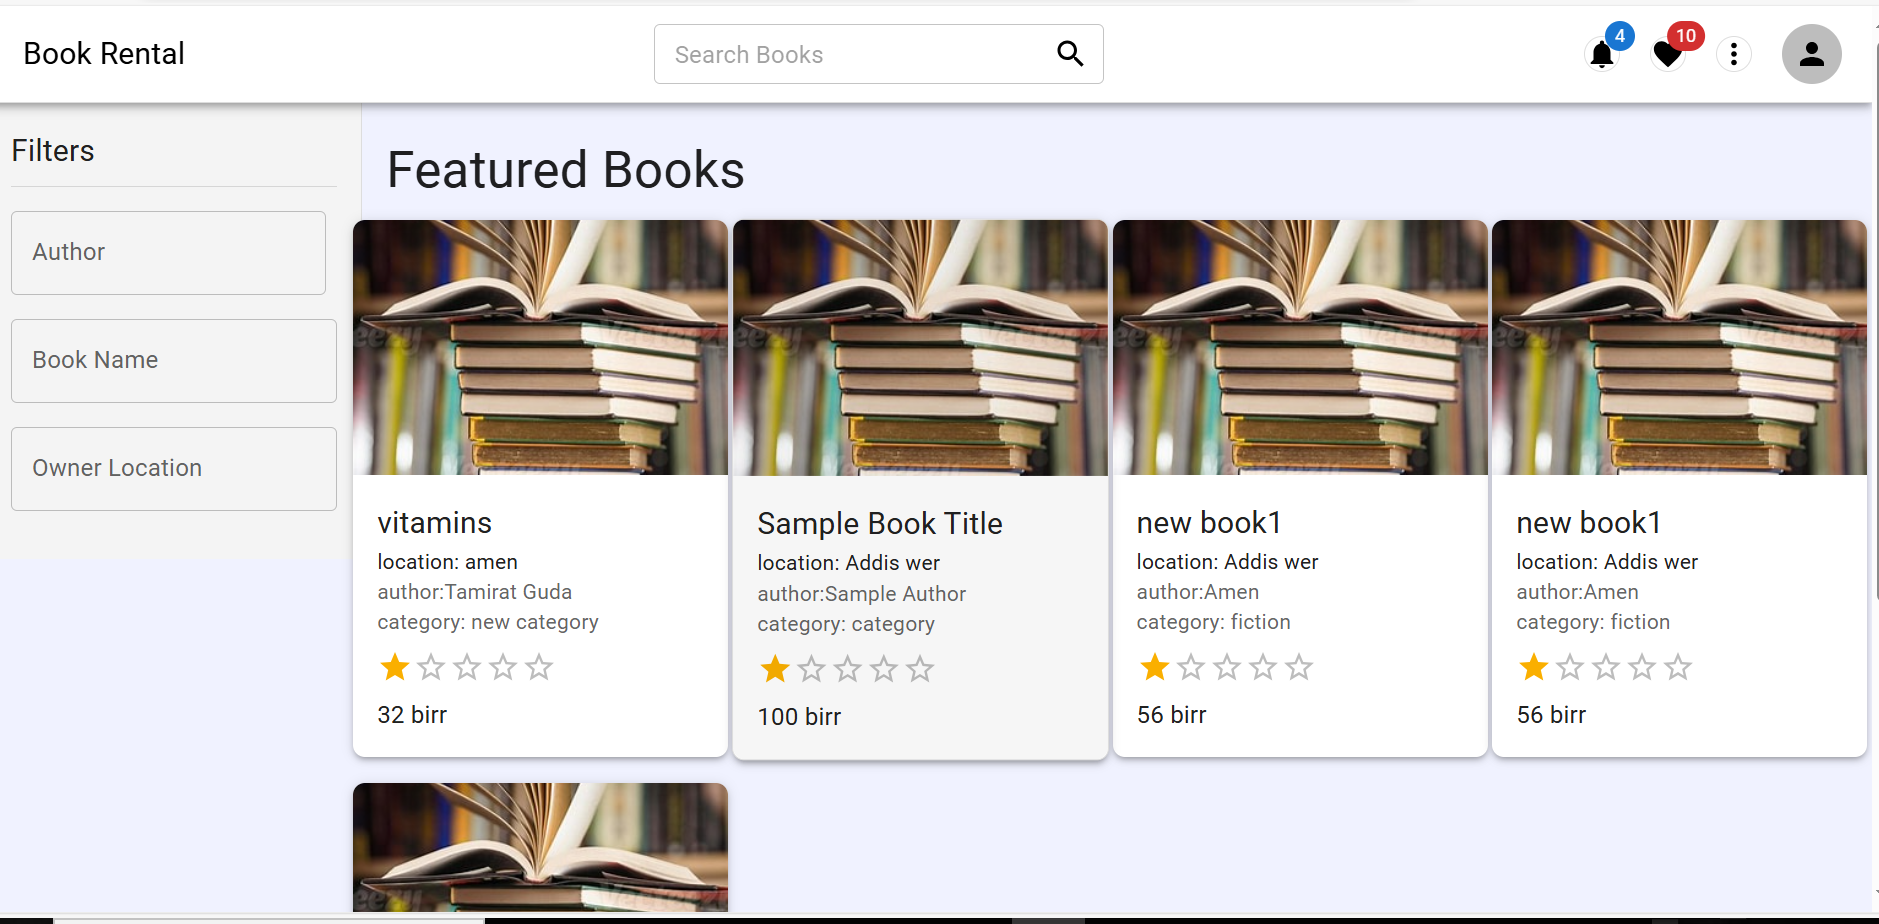 Book Rental
Search Books
4
10
Filters
Author
Book Name
Owner Location
Featured Books
vitamins
location: amen
author:Tamirat Guda
category: new category
32 birr
Sample Book Title
location: Addis wer
author:Sample Author
category: category
100 birr
new book1
location: Addis wer
author:Amen
category: fiction
56 birr
new book1
location: Addis wer
author:Amen
category: fiction
56 birr